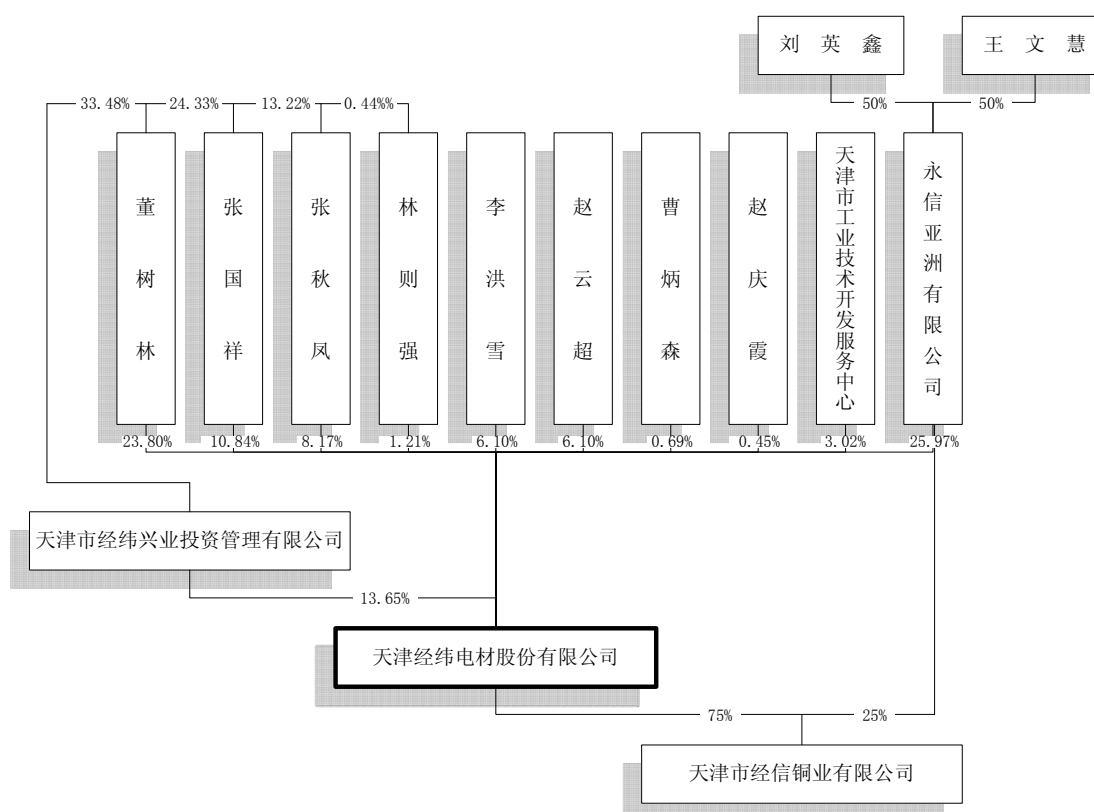 刘英鑫
王文慧
33.48%
24.33%
13.22%
0.44%%
50%
50%
董树林
张国祥
张秋凤
林则强
李洪雪
赵云超
曹炳森
赵庆霞
天津市工业技术开发服务中心
永信亚洲有限公司
23.80%
10.84%
8.17%
1.21%
6.10%
6.10%
0.69%
0.45%
3.02%
25.97%
天津市经纬兴业投资管理有限公司
13.65%
天津经纬电材股份有限公司
75%
25%
天津市经信铜业有限公司